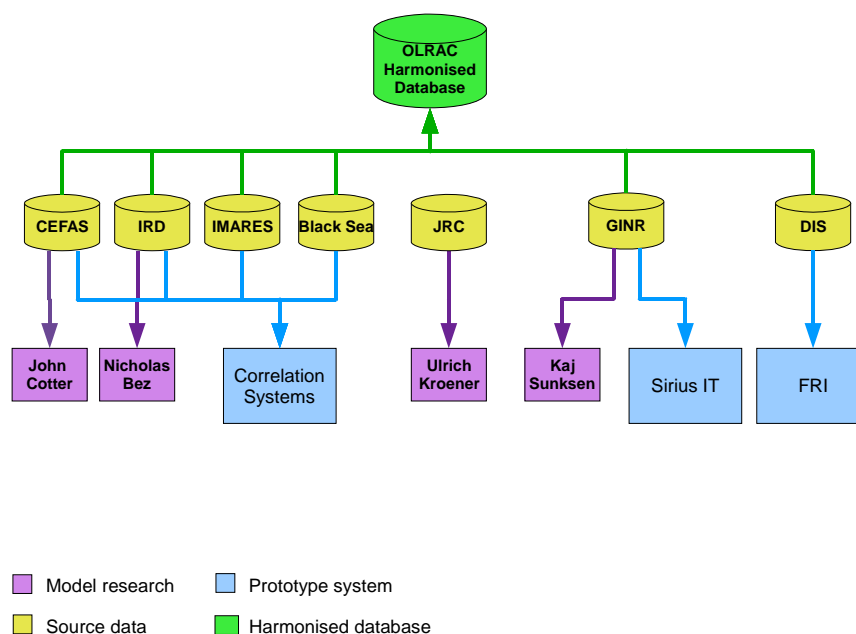 OLRAC
Harmonised
Database
CEFAS
IRD
IMARES
Black Sea
JRC
GINR
DIS
John
Cotter
Nicholas
Bez
Correlation
Systems
Ulrich
Kroener
Kaj
Sunksen
Sirius IT
FRI
Model research
Prototype system
Source data
Harmonised database